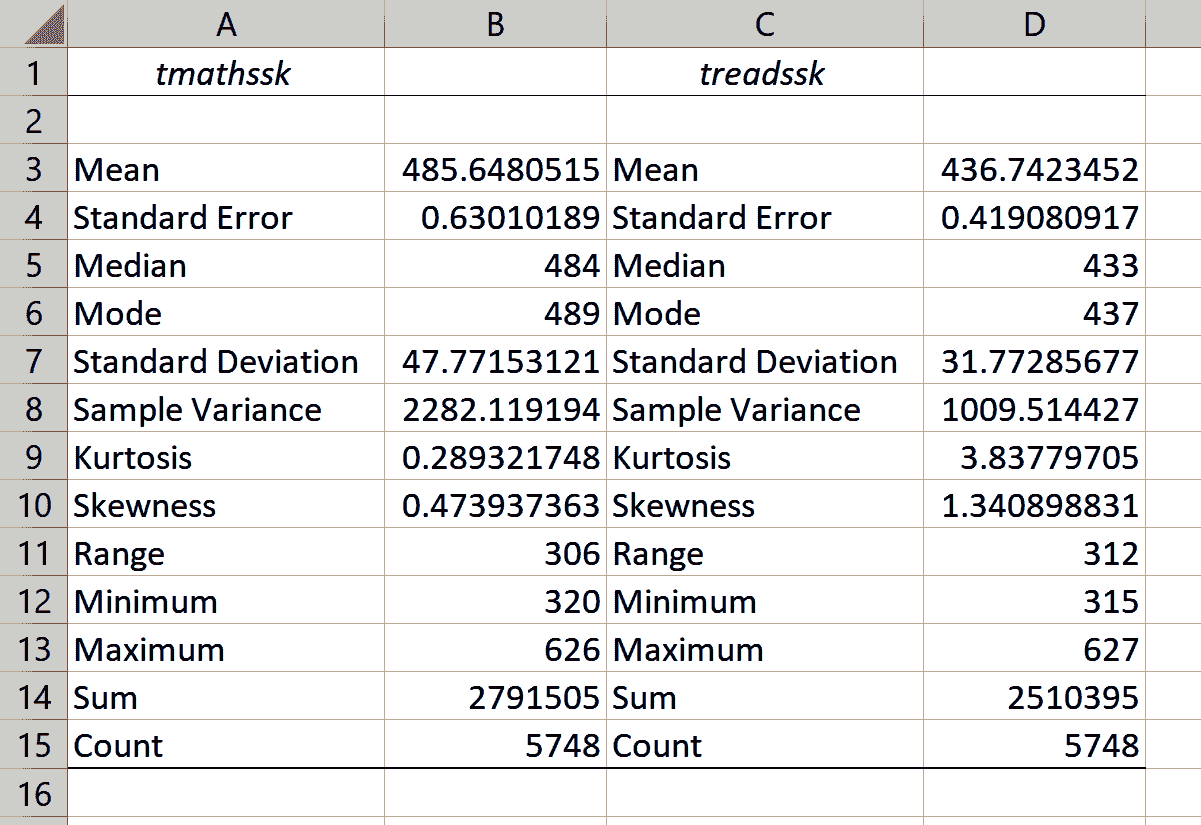 A B C D
1 tmathssk treadssk
2
3 Mean 485.6480515 Mean 436.7423452
4 Standard Error 0.63010189 Standard Error 0.419080917
5 Median 484 Median 433
6 Mode 489 Mode 437
7 Standard Deviation 47.77153121 Standard Deviation 31.77285677
8 Sample Variance 2282.119194 Sample Variance 1009.514427
9 Kurtosis 0.289321748 Kurtosis 3.83779705
10 Skewness 0.473937363 Skewness 1.340898831
11 Range 306 Range 312
12 Minimum 320 Minimum 315
13 Maximum 626 Maximum 627
14 Sum 2791505 Sum 2510395
15 Count 5748 Count 5748
16